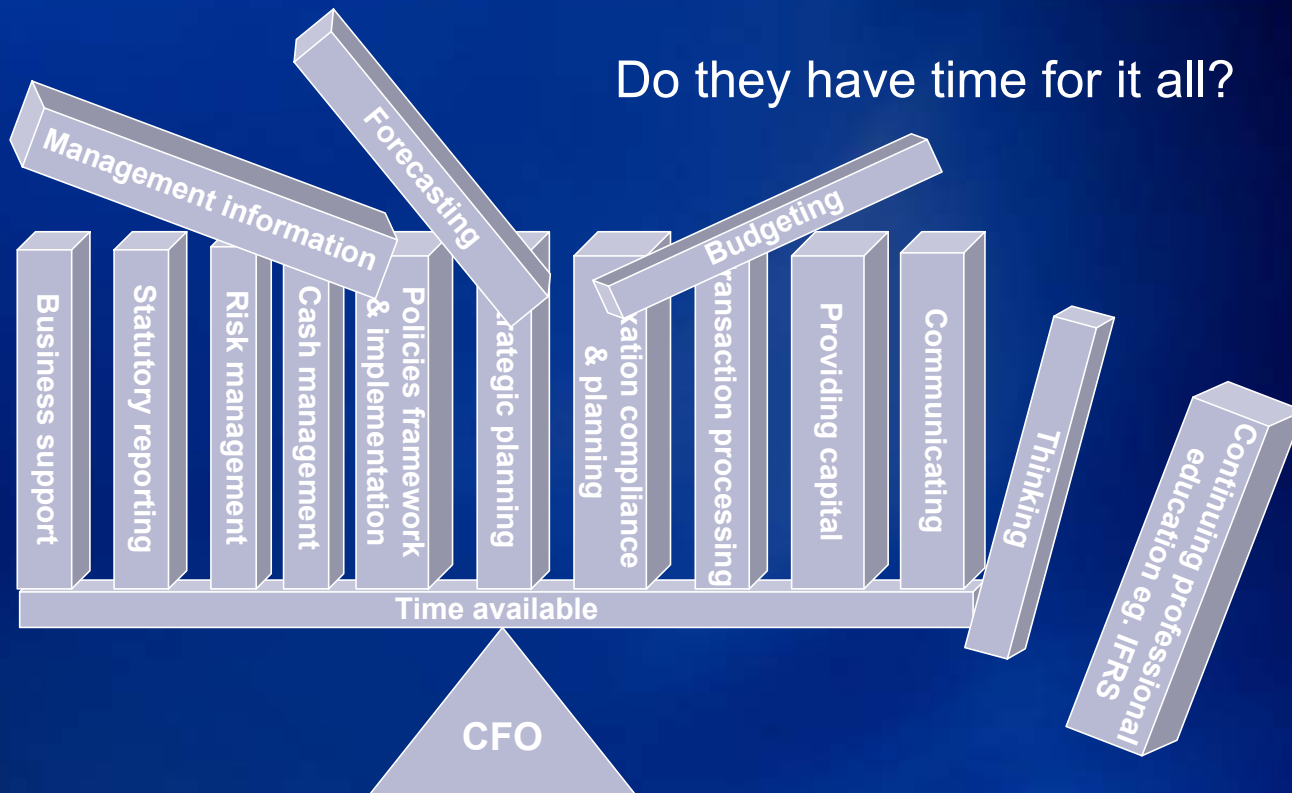 Do they have time for it all?
Management information
Forecasting
Budgeting
Business support
Statutory reporting
Risk management
Cash management
Policies framework
& implementation
rategic planning
xation compliance
& planning
ransaction processing
Providing capital
Communicating
Thinking
Continuing professional
education eg. IFRS
Time available
CFO